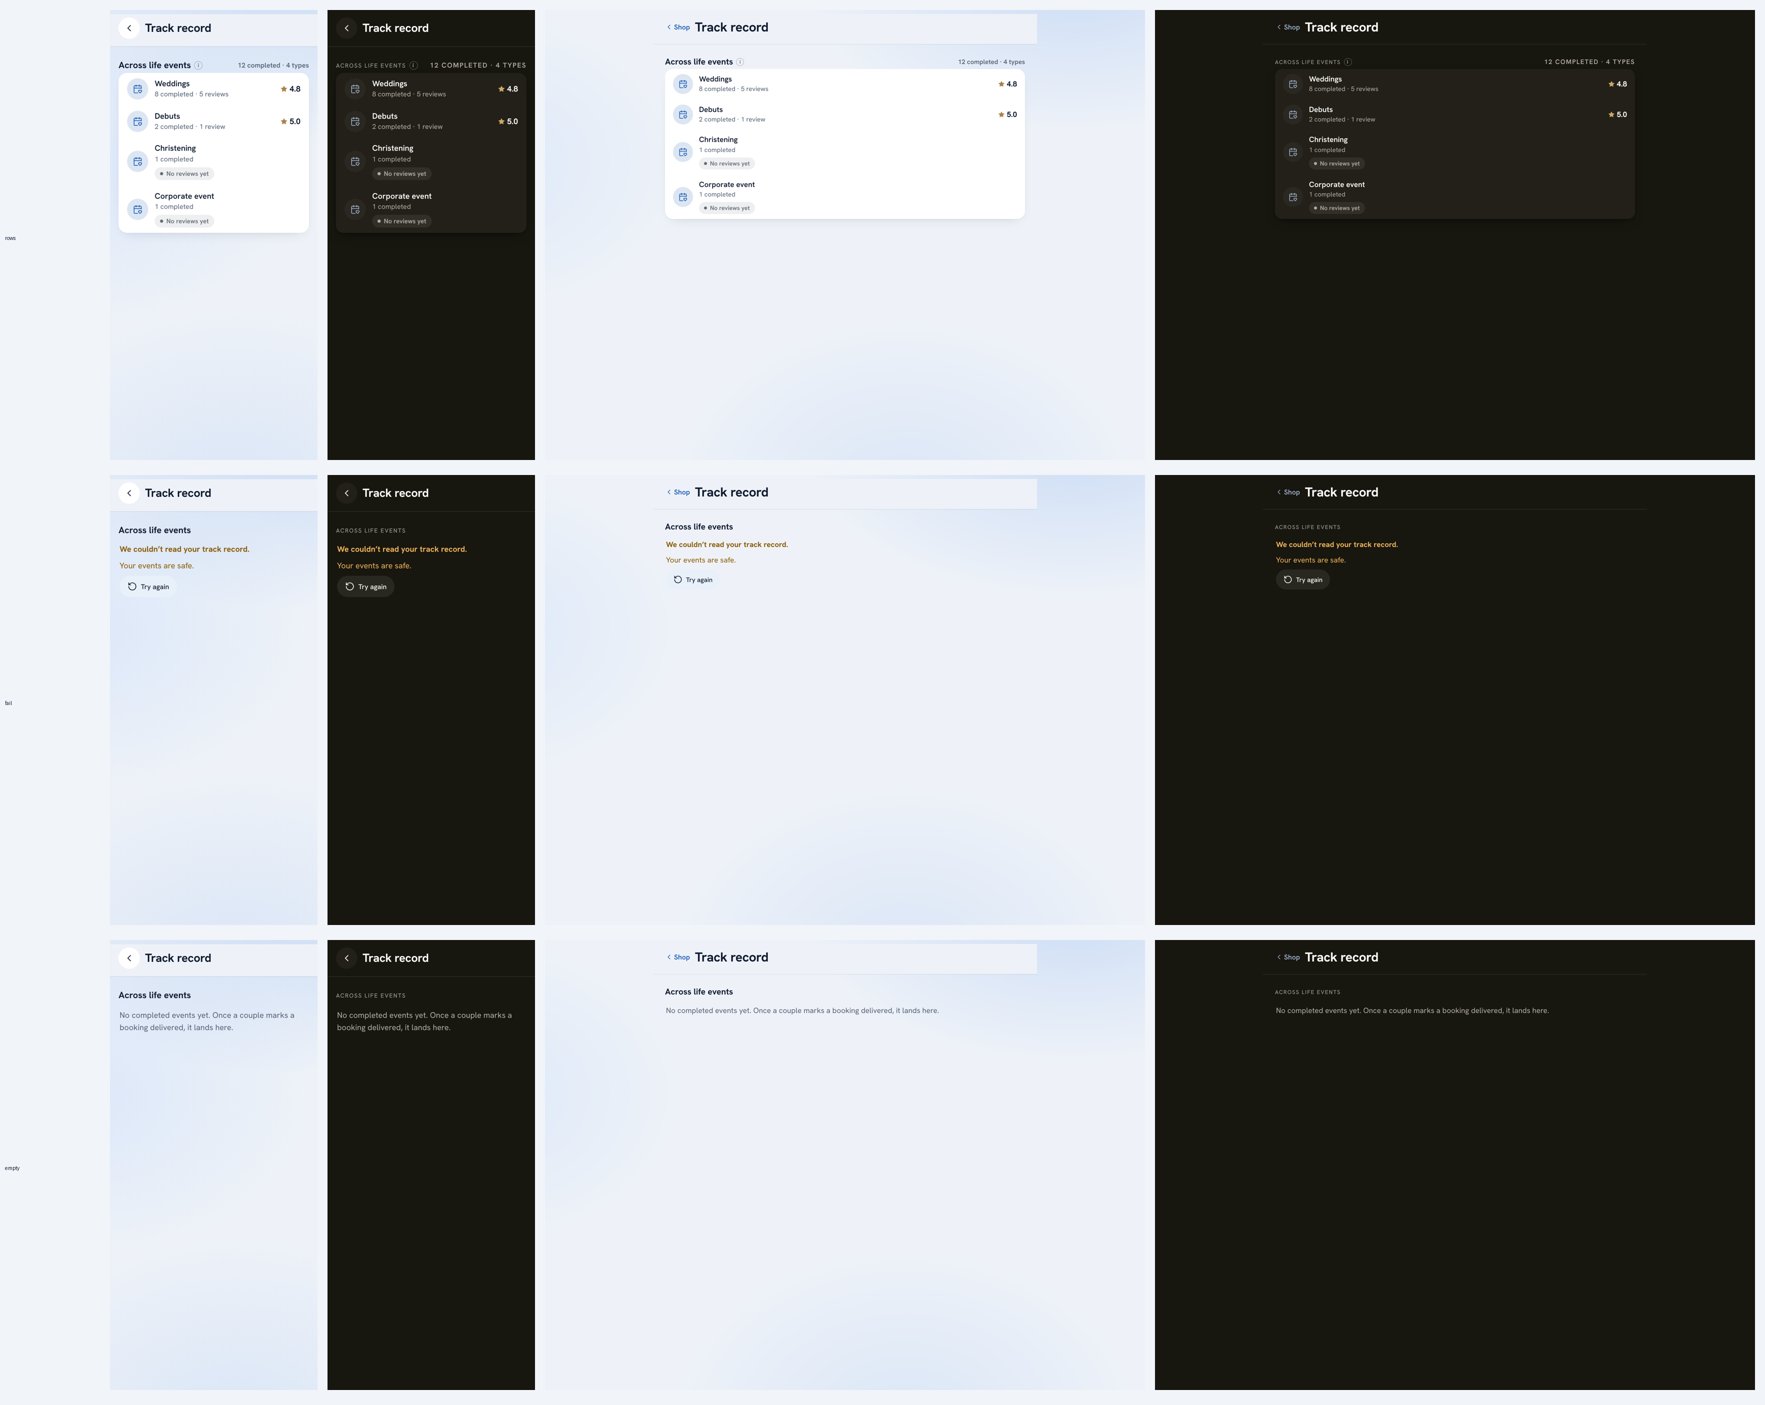 rows
Track record
Across life events
12 completed · 4 types
Weddings
8 completed · 5 reviews
4.8
Debuts
2 completed · 1 review
5.0
Christening
1 completed
No reviews yet
Corporate event
1 completed
No reviews yet
Track record
ACROSS LIFE EVENTS
12 COMPLETED · 4 TYPES
Weddings
8 completed · 5 reviews
4.8
Debuts
2 completed · 1 review
5.0
Christening
1 completed
No reviews yet
Corporate event
1 completed
No reviews yet
Shop Track record
Across life events
12 completed · 4 types
Weddings
8 completed · 5 reviews
4.8
Debuts
2 completed · 1 review
5.0
Christening
1 completed
No reviews yet
Corporate event
1 completed
No reviews yet
Shop Track record
ACROSS LIFE EVENTS
12 COMPLETED · 4 TYPES
Weddings
8 completed · 5 reviews
4.8
Debuts
2 completed · 1 review
5.0
Christening
1 completed
No reviews yet
Corporate event
1 completed
No reviews yet
fail
Track record
Across life events
We couldn’t read your track record.
Your events are safe.
Try again
Track record
ACROSS LIFE EVENTS
We couldn’t read your track record.
Your events are safe.
Try again
Shop Track record
Across life events
We couldn’t read your track record.
Your events are safe.
Try again
Shop Track record
ACROSS LIFE EVENTS
We couldn’t read your track record.
Your events are safe.
Try again
empty
Track record
Across life events
No completed events yet. Once a couple marks a
booking delivered, it lands here.
Track record
ACROSS LIFE EVENTS
No completed events yet. Once a couple marks a
booking delivered, it lands here.
Shop Track record
Across life events
No completed events yet. Once a couple marks a booking delivered, it lands here.
Shop Track record
ACROSS LIFE EVENTS
No completed events yet. Once a couple marks a booking delivered, it lands here.